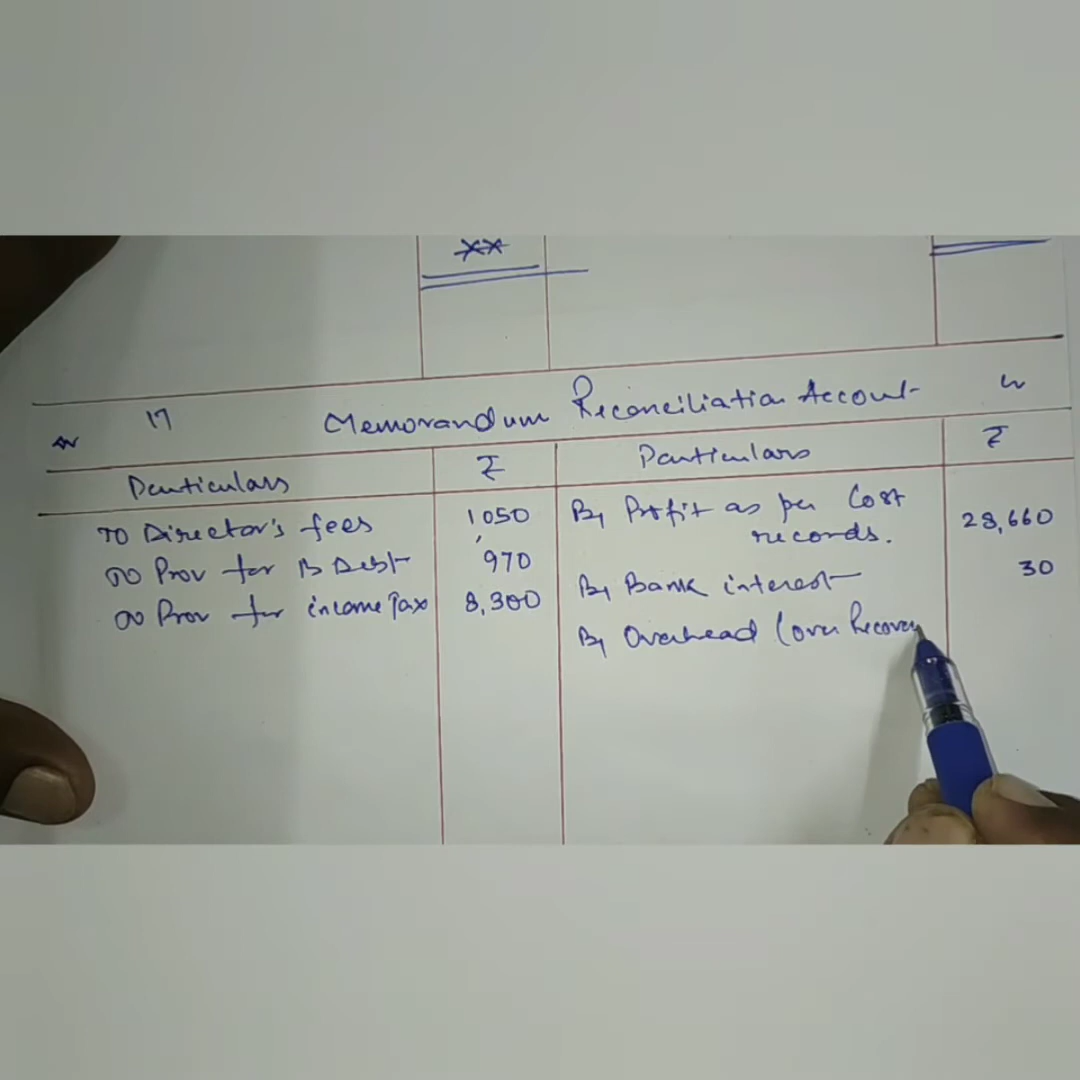 xx
17 Memorandum Reconciliation Account
Particulars ₹ Particulars ₹
To Director's fees 1050 By Profit as per Cost
records. 28,660
To Prov for B Debt 970 By Bank interest 30
To Prov for income Tax 8,300
By Overhead (over Recover